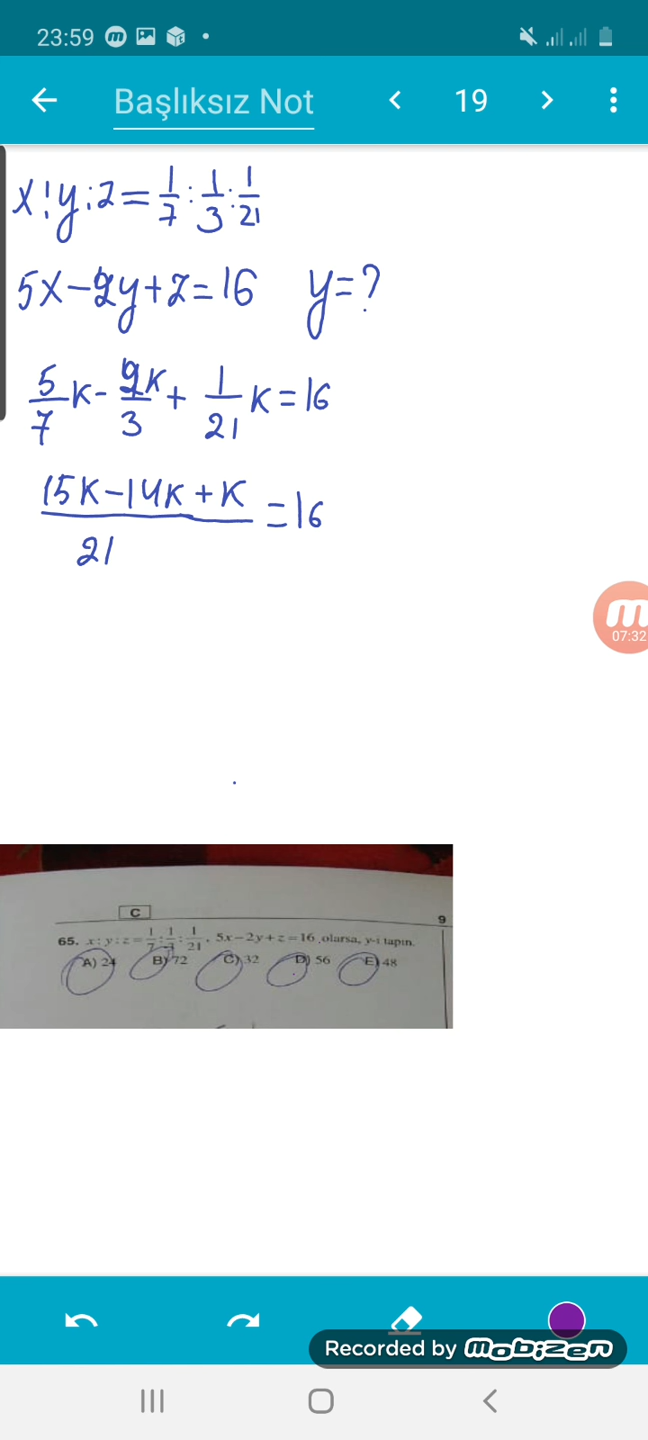 23:59
Başlıksız Not
19
x:y:z=1/7:1/3:1/21
5x-2y+z=16 y=?
5/7k-2k/3+1/21k=16
15k-14k+k/21=16
07:32
C
9
65. x:y:z=1/7:1/3:1/21, 5x-2y+z=16,olarsa, y-i tapın.
A) 24 B) 72 C) 32 D) 56 E) 48
Recorded by mobizen